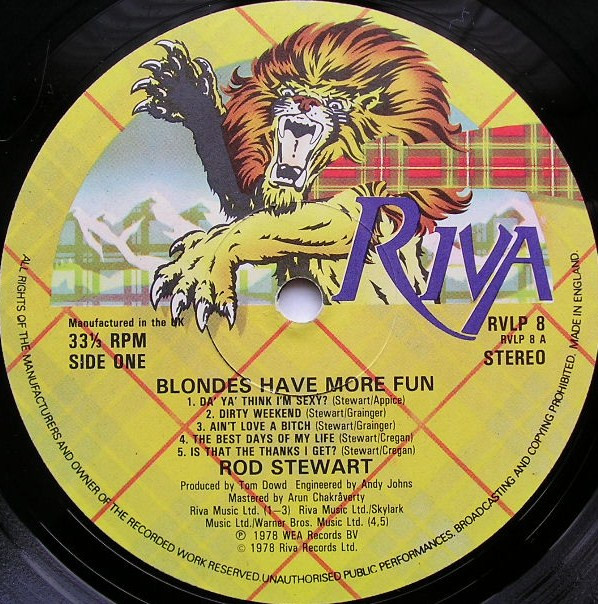 RIVA
Manufactured in the UK
33⅓ RPM
SIDE ONE
RVLP 8
RVLP 8 A
STEREO
BLONDES HAVE MORE FUN
1. DA' YA' THINK I'M SEXY? (Stewart/Appice)
2. DIRTY WEEKEND (Stewart/Grainger)
3. AIN'T LOVE A BITCH (Stewart/Grainger)
4. THE BEST DAYS OF MY LIFE (Stewart/Cregan)
5. IS THAT THE THANKS I GET? (Stewart/Cregan)
ROD STEWART
Produced by Tom Dowd Engineered by Andy Johns
Mastered by Arun Chakråverty
Riva Music Ltd. (1–3) Riva Music Ltd./Skylark
Music Ltd./Warner Bros. Music Ltd. (4,5)
℗ 1978 WEA Records BV
© 1978 Riva Records Ltd.
ALL RIGHTS OF THE MANUFACTURERS AND OWNER OF THE RECORDED WORK RESERVED. UNAUTHORISED PUBLIC PERFORMANCES, BROADCASTING AND COPYING PROHIBITED. MADE IN ENGLAND.